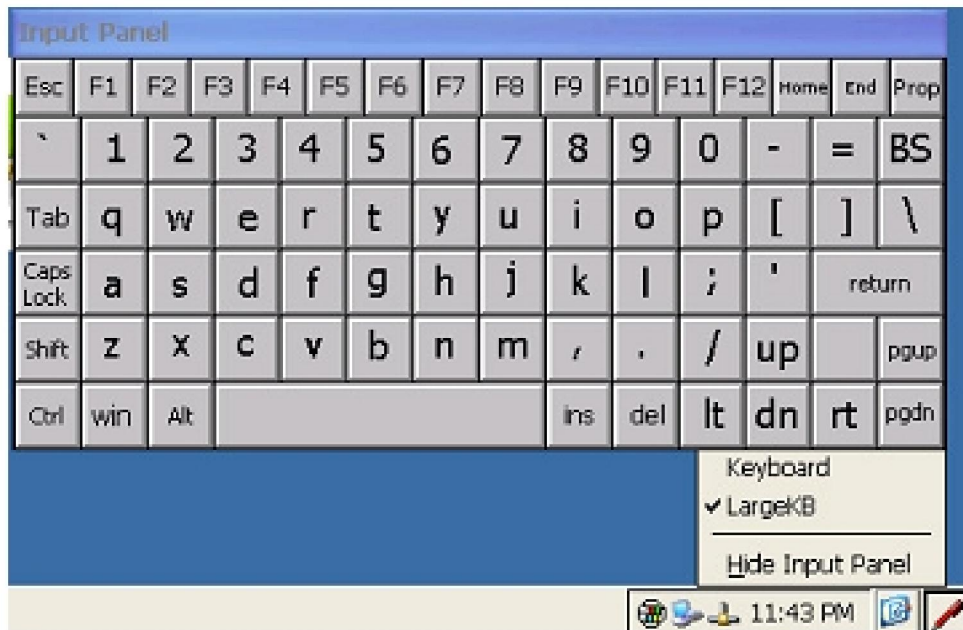 Input Panel
Esc F1 F2 F3 F4 F5 F6 F7 F8 F9 F10 F11 F12 Home End Prop
` 1 2 3 4 5 6 7 8 9 0 - = BS
Tab q w e r t y u i o p [ ] \
Caps Lock a s d f g h j k l ; ' return
Shift z x c v b n m , . / up pgup
Ctrl win Alt ins del lt dn rt pgdn
Keyboard
✓ LargeKB
Hide Input Panel
11:43 PM